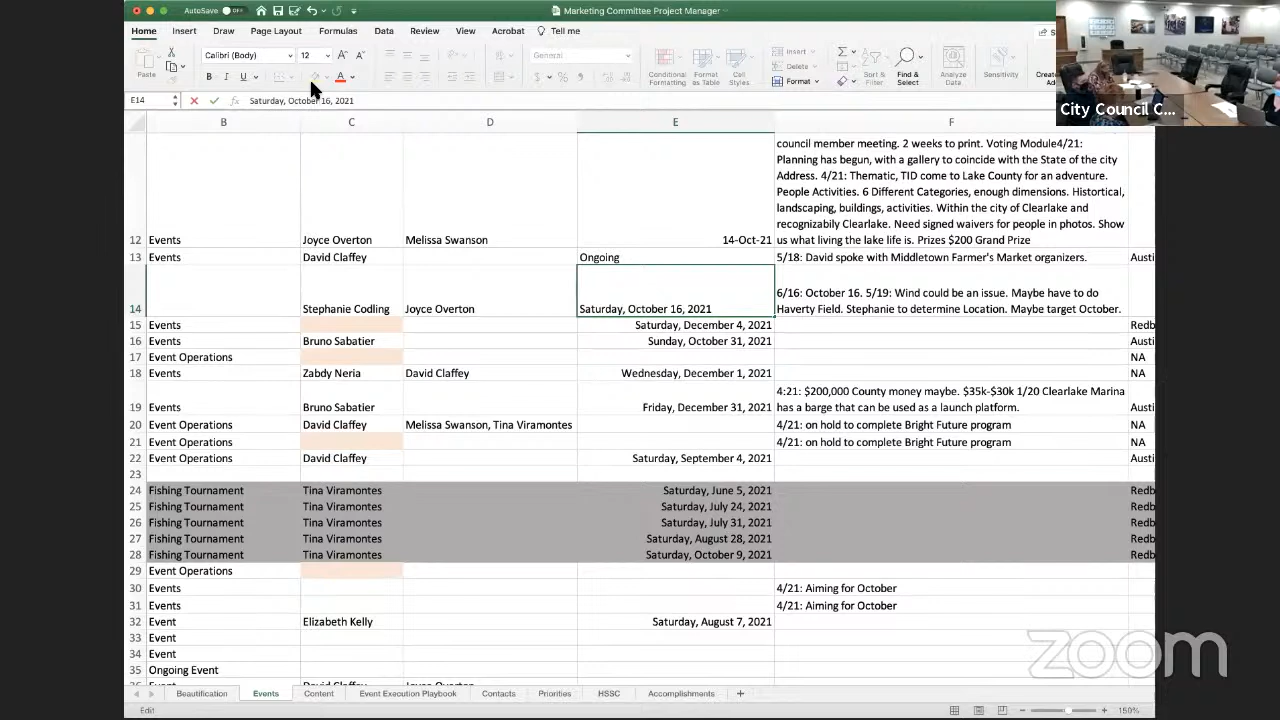 AutoSave OFF Marketing Committee Project Manager
Home Insert Draw Page Layout Formulas Data Review View Acrobat Tell me
Paste Calibri (Body) 12 A A General Conditional Formatting Format as Table Cell Styles Insert Delete Format Sort & Filter Find & Select Analyze Data Sensitivity
B I U A $ % City Council C...
E14 fx Saturday, October 16, 2021
B C D E F
council member meeting. 2 weeks to print. Voting Module4/21:
Planning has begun, with a gallery to coincide with the State of the city
Address. 4/21: Thematic, TID come to Lake County for an adventure.
People Activities. 6 Different Categories, enough dimensions. Histortical,
landscaping, buildings, activities. Within the city of Clearlake and
recognizabily Clearlake. Need signed waivers for people in photos. Show
12 Events Joyce Overton Melissa Swanson 14-Oct-21 us what living the lake life is. Prizes $200 Grand Prize
13 Events David Claffey Ongoing 5/18: David spoke with Middletown Farmer's Market organizers. Austi
6/16: October 16. 5/19: Wind could be an issue. Maybe have to do
14 Stephanie Codling Joyce Overton Saturday, October 16, 2021 Haverty Field. Stephanie to determine Location. Maybe target October.
15 Events Saturday, December 4, 2021 Redb
16 Events Bruno Sabatier Sunday, October 31, 2021 Austi
17 Event Operations NA
18 Events Zabdy Neria David Claffey Wednesday, December 1, 2021 NA
4:21: $200,000 County money maybe. $35k-$30k 1/20 Clearlake Marina
19 Events Bruno Sabatier Friday, December 31, 2021 has a barge that can be used as a launch platform. Austi
20 Event Operations David Claffey Melissa Swanson, Tina Viramontes 4/21: on hold to complete Bright Future program NA
21 Event Operations 4/21: on hold to complete Bright Future program NA
22 Event Operations David Claffey Saturday, September 4, 2021 Austi
23
24 Fishing Tournament Tina Viramontes Saturday, June 5, 2021 Redb
25 Fishing Tournament Tina Viramontes Saturday, July 24, 2021 Redb
26 Fishing Tournament Tina Viramontes Saturday, July 31, 2021 Redb
27 Fishing Tournament Tina Viramontes Saturday, August 28, 2021 Redb
28 Fishing Tournament Tina Viramontes Saturday, October 9, 2021 Redb
29 Event Operations
30 Events 4/21: Aiming for October
31 Events 4/21: Aiming for October
32 Event Elizabeth Kelly Saturday, August 7, 2021
33 Event
34 Event
35 Ongoing Event
zoom
Beautification Events Content Event Execution Playbook Contacts Priorities HSSC Accomplishments +
Edit 150%